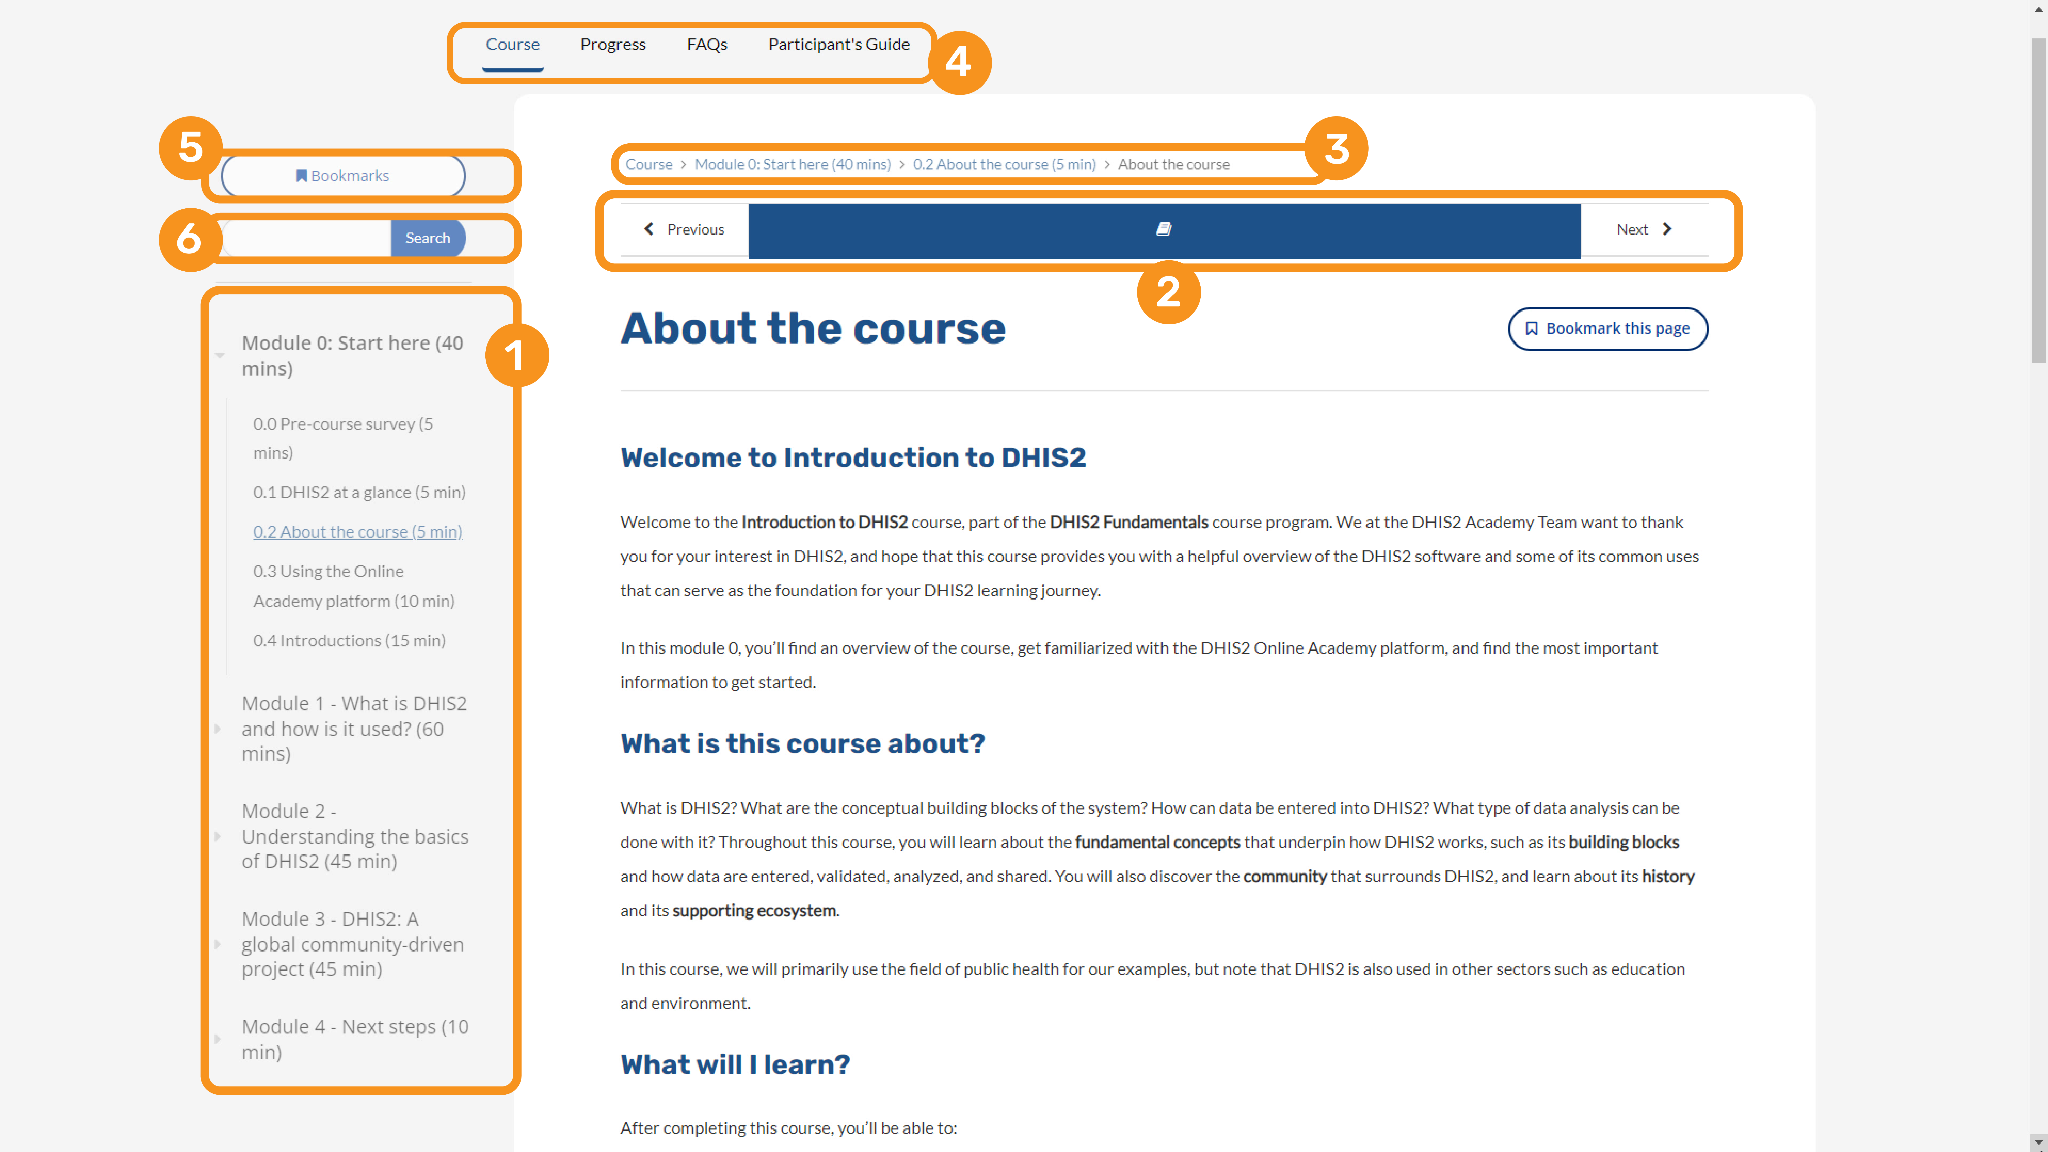 Course Progress FAQs Participant's Guide
4
5
Bookmarks
6
Search
1
Module 0: Start here (40
mins)
0.0 Pre-course survey (5
mins)
0.1 DHIS2 at a glance (5 min)
0.2 About the course (5 min)
0.3 Using the Online
Academy platform (10 min)
0.4 Introductions (15 min)
Module 1 - What is DHIS2
and how is it used? (60
mins)
Module 2 -
Understanding the basics
of DHIS2 (45 min)
Module 3 - DHIS2: A
global community-driven
project (45 min)
Module 4 - Next steps (10
min)
Course > Module 0: Start here (40 mins) > 0.2 About the course (5 min) > About the course
3
Previous
Next
2
About the course
Bookmark this page
Welcome to Introduction to DHIS2
Welcome to the Introduction to DHIS2 course, part of the DHIS2 Fundamentals course program. We at the DHIS2 Academy Team want to thank
you for your interest in DHIS2, and hope that this course provides you with a helpful overview of the DHIS2 software and some of its common uses
that can serve as the foundation for your DHIS2 learning journey.
In this module 0, you’ll find an overview of the course, get familiarized with the DHIS2 Online Academy platform, and find the most important
information to get started.
What is this course about?
What is DHIS2? What are the conceptual building blocks of the system? How can data be entered into DHIS2? What type of data analysis can be
done with it? Throughout this course, you will learn about the fundamental concepts that underpin how DHIS2 works, such as its building blocks
and how data are entered, validated, analyzed, and shared. You will also discover the community that surrounds DHIS2, and learn about its history
and its supporting ecosystem.
In this course, we will primarily use the field of public health for our examples, but note that DHIS2 is also used in other sectors such as education
and environment.
What will I learn?
After completing this course, you’ll be able to: